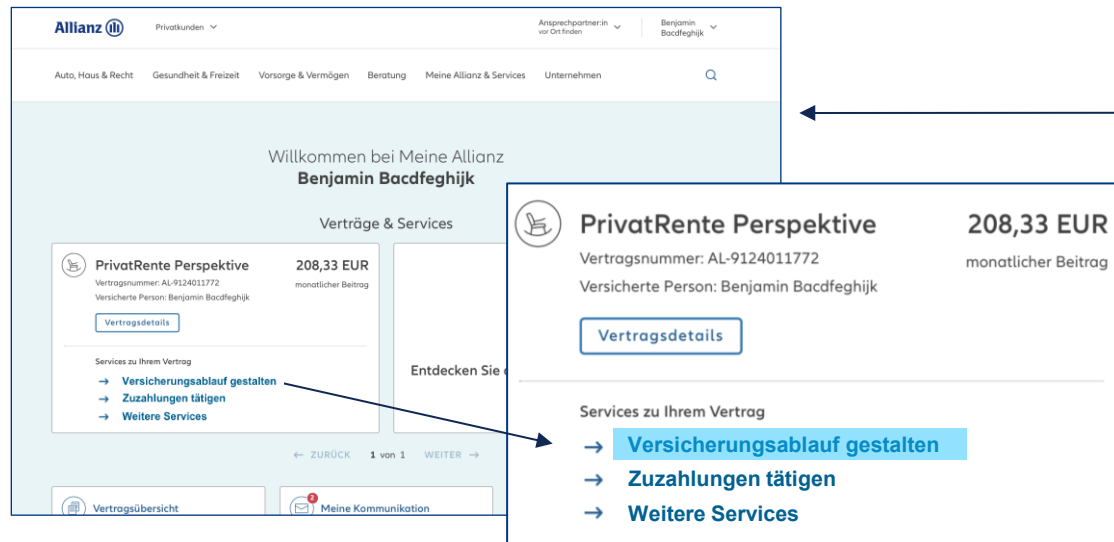 Allianz
Privatkunden
Ansprechpartner:in
vor Ort finden
Benjamin
Bacdfeghijk
Auto, Haus & Recht
Gesundheit & Freizeit
Vorsorge & Vermögen
Beratung
Meine Allianz & Services
Unternehmen
Willkommen bei Meine Allianz
Benjamin Bacdfeghijk
Verträge & Services
PrivatRente Perspektive
208,33 EUR
Vertragsnummer: AL-9124011772
monatlicher Beitrag
Versicherte Person: Benjamin Bacdfeghijk
Vertragsdetails
Services zu Ihrem Vertrag
→ Versicherungsablauf gestalten
→ Zuzahlungen tätigen
→ Weitere Services
Entdecken Sie
← ZURÜCK 1 von 1 WEITER →
Vertragsübersicht
2
Meine Kommunikation
PrivatRente Perspektive
208,33 EUR
Vertragsnummer: AL-9124011772
monatlicher Beitrag
Versicherte Person: Benjamin Bacdfeghijk
Vertragsdetails
Services zu Ihrem Vertrag
→ Versicherungsablauf gestalten
→ Zuzahlungen tätigen
→ Weitere Services